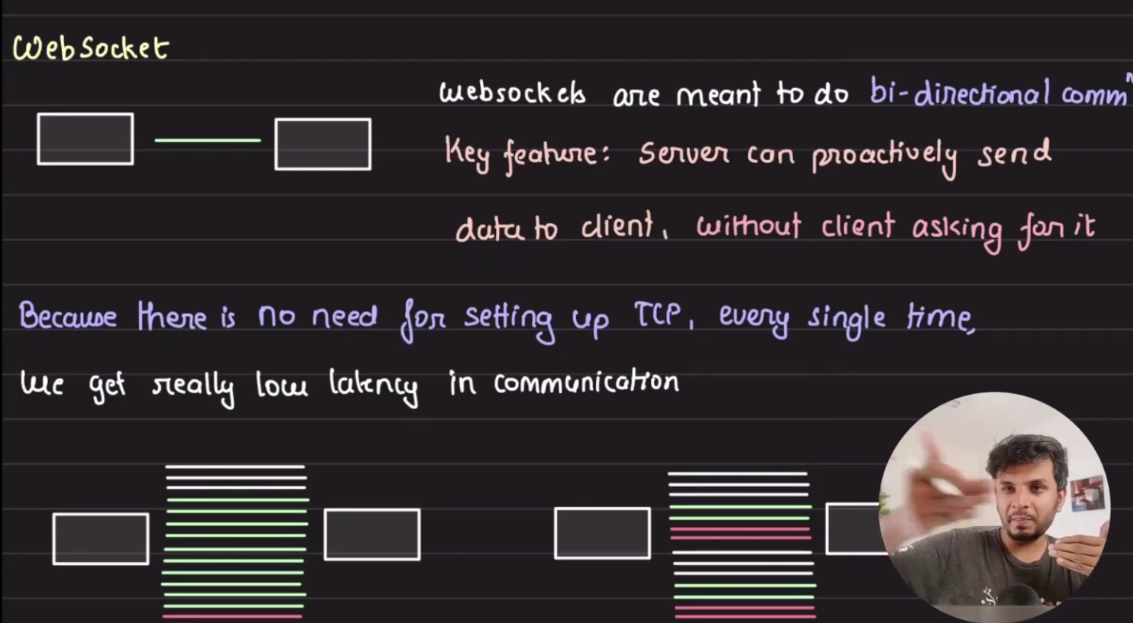 WebSocket
websockets are meant to do bi-directional commⁿ
Key feature: Server can proactively send
data to client, without client asking for it
Because there is no need for setting up TCP, every single time,
we get really low latency in communication